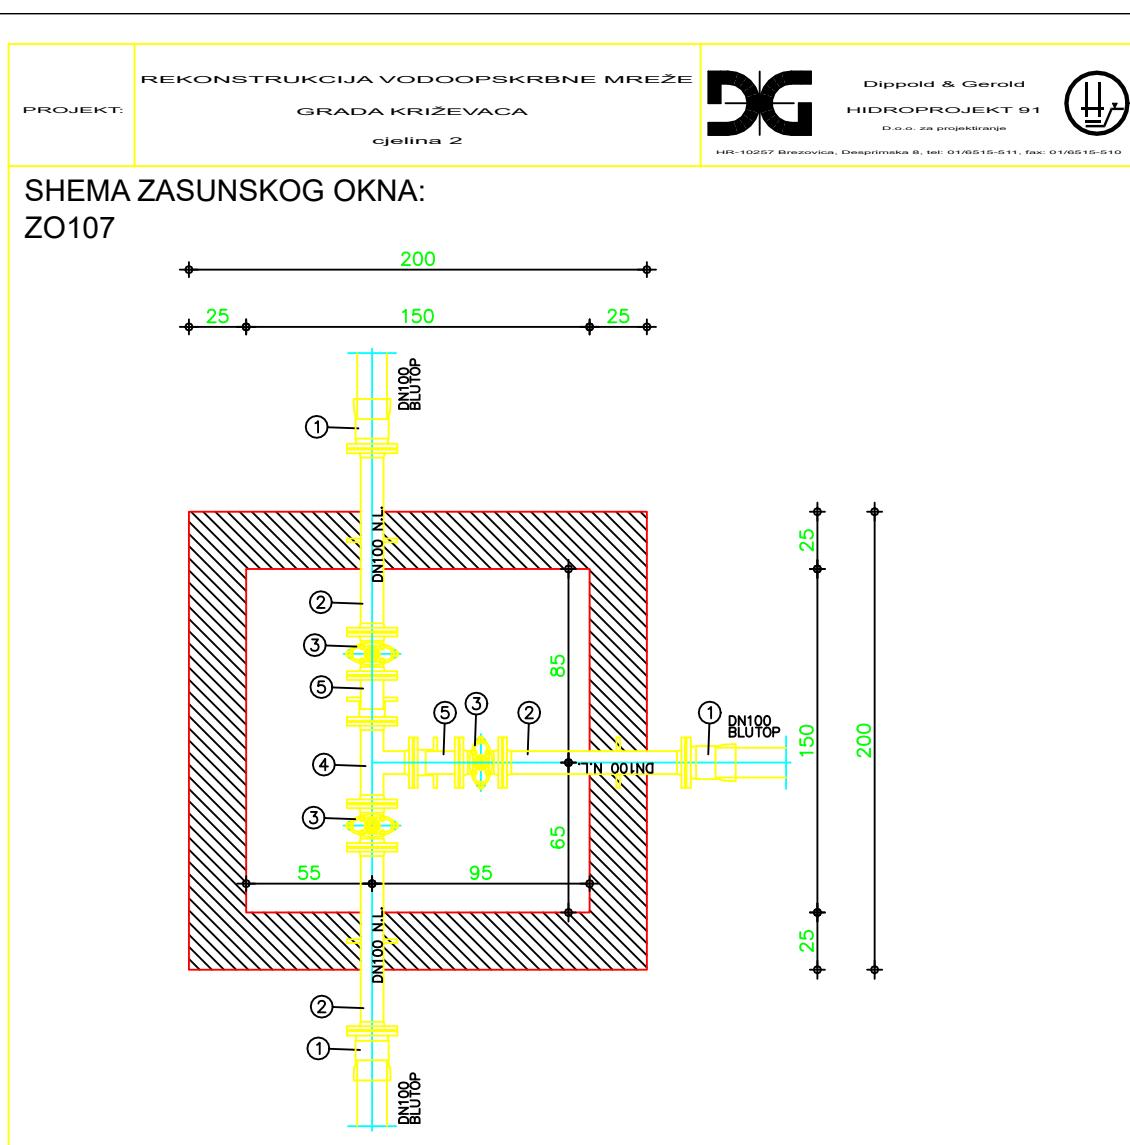 PROJEKT:
REKONSTRUKCIJA VODOOPSKRBNE MREŽE
GRADA KRIŽEVACA
cjelina 2
DG
Dippold & Gerold
HIDROPROJEKT 91
D.o.o. za projektiranje
HR-10257 Brezovica, Desprimska 8, tel: 01/6515-511, fax: 01/6515-510
SHEMA ZASUNSKOG OKNA:
ZO107
200
25
150
25
DN100
BLUTOP
1
DN100 N.L.
25
2
3
85
5
5
3
2
1
DN100
BLUTOP
150
200
4
DN100 N.L.
3
65
55
95
DN100 N.L.
25
2
1
DN100
BLUTOP